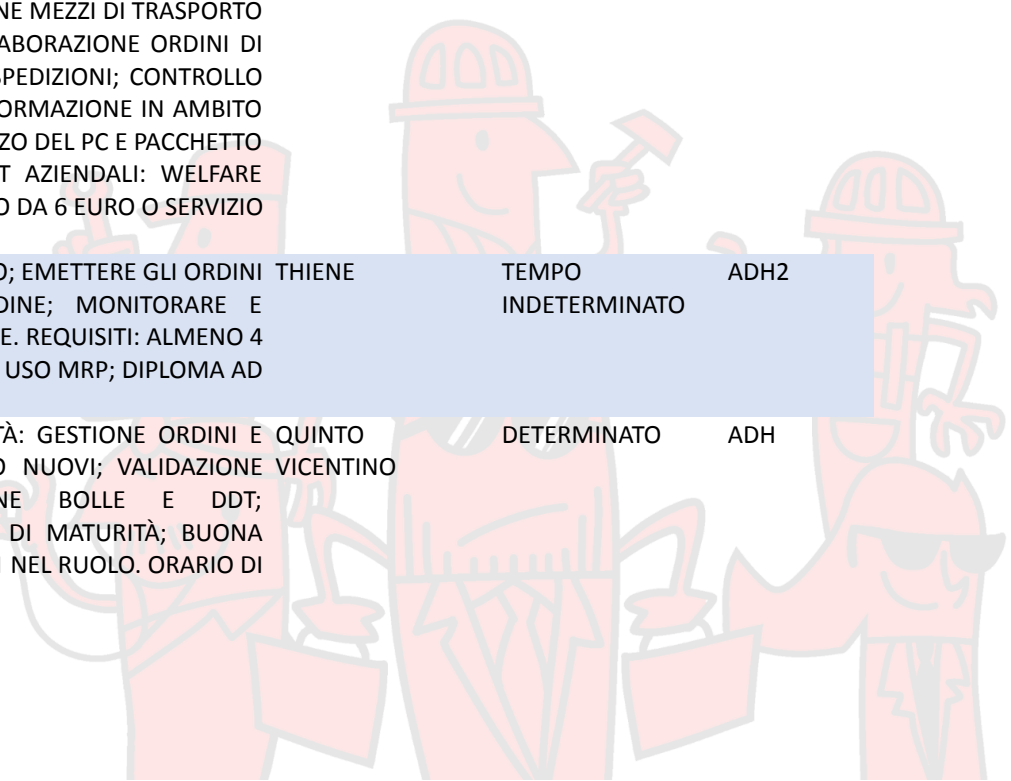 NE MEZZI DI TRASPORTO
ABORAZIONE ORDINI DI
SPEDIZIONI; CONTROLLO
ORMAZIONE IN AMBITO
ZO DEL PC E PACCHETTO
T AZIENDALI: WELFARE
O DA 6 EURO O SERVIZIO
O; EMETTERE GLI ORDINI THIENE TEMPO ADH2
DINE; MONITORARE E INDETERMINATO
E. REQUISITI: ALMENO 4
USO MRP; DIPLOMA AD
TÀ: GESTIONE ORDINI E QUINTO DETERMINATO ADH
O NUOVI; VALIDAZIONE VICENTINO
NE BOLLE E DDT;
DI MATURITÀ; BUONA
I NEL RUOLO. ORARIO DI